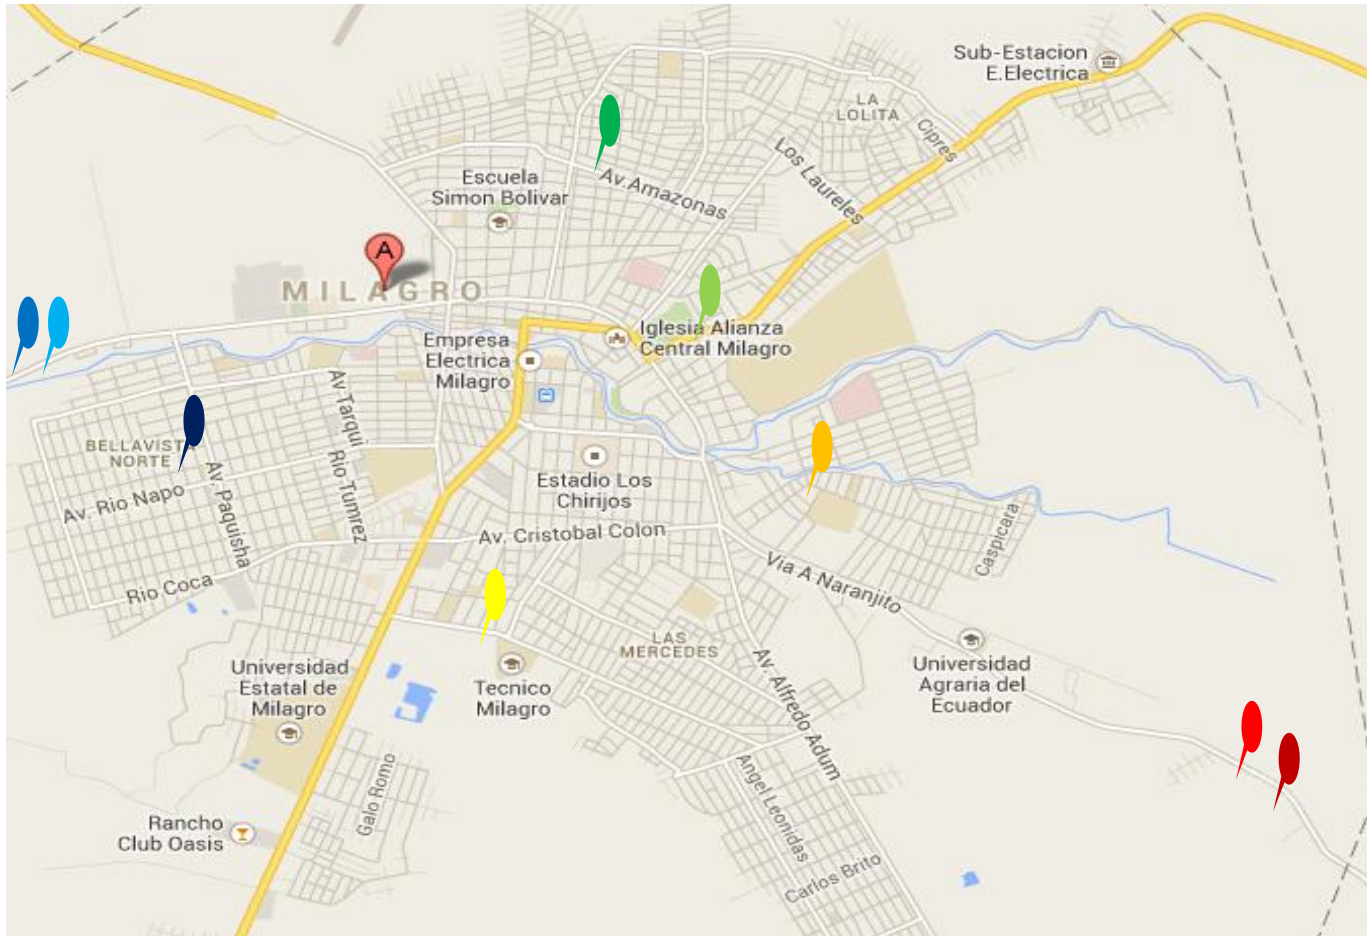 Sub-Estacion
E.Electrica
LA
LOLITA
Cipres
Los Laureles
Escuela
Simon Bolivar
Av.Amazonas
A
MILAGRO
Iglesia Alianza
Central Milagro
Empresa
Electrica
Milagro
Av Tarqui
BELLAVIST
NORTE
Rio Tumrez
Estadio Los
Chirijos
Av. Rio Napo
Av. Paquisha
Av. Cristobal Colon
Caspicara
Via A Naranjito
Rio Coca
LAS
MERCEDES
Universidad
Estatal de
Milagro
Tecnico
Milagro
Av. Alfredo Adum
Universidad
Agraria del
Ecuador
Galo Romo
Angel Leonidas
Rancho
Club Oasis
Carlos Brito